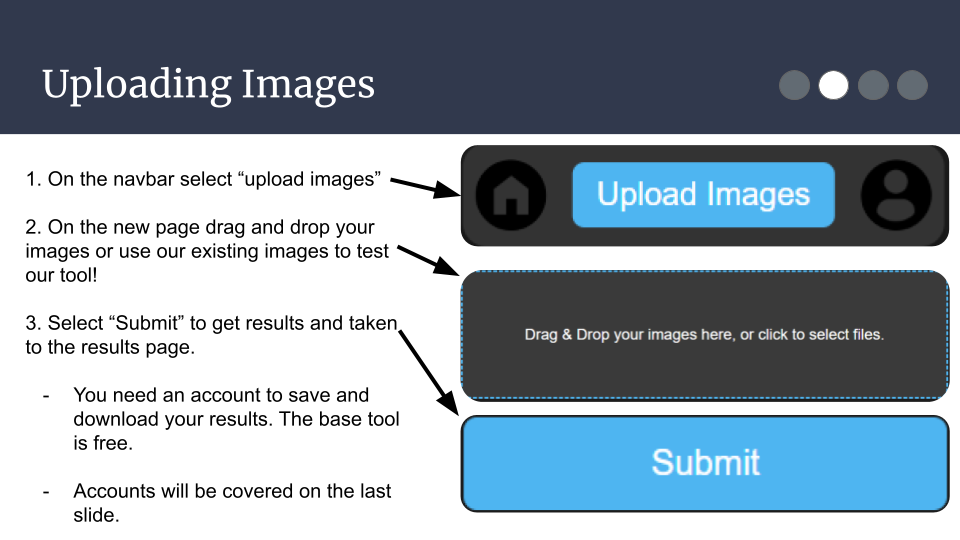 Uploading Images
1. On the navbar select “upload images”
2. On the new page drag and drop your
images or use our existing images to test
our tool!
3. Select “Submit” to get results and taken
to the results page.
- You need an account to save and
download your results. The base tool
is free.
- Accounts will be covered on the last
slide.
Upload Images
Drag & Drop your images here, or click to select files.
Submit